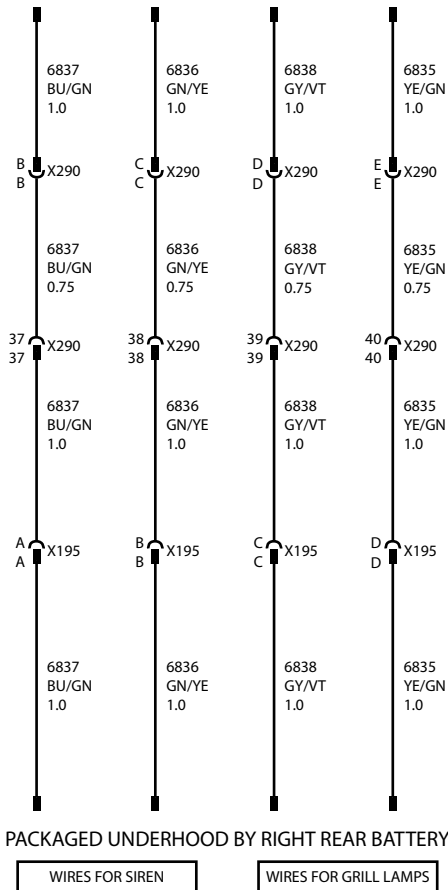 6837
BU/GN
1.0
6836
GN/YE
1.0
6838
GY/VT
1.0
6835
YE/GN
1.0
B
B
X290
C
C
X290
D
D
X290
E
E
X290
6837
BU/GN
0.75
6836
GN/YE
0.75
6838
GY/VT
0.75
6835
YE/GN
0.75
37
37
X290
38
38
X290
39
39
X290
40
40
X290
6837
BU/GN
1.0
6836
GN/YE
1.0
6838
GY/VT
1.0
6835
YE/GN
1.0
A
A
X195
B
B
X195
C
C
X195
D
D
X195
6837
BU/GN
1.0
6836
GN/YE
1.0
6838
GY/VT
1.0
6835
YE/GN
1.0
PACKAGED UNDERHOOD BY RIGHT REAR BATTERY
WIRES FOR SIREN
WIRES FOR GRILL LAMPS